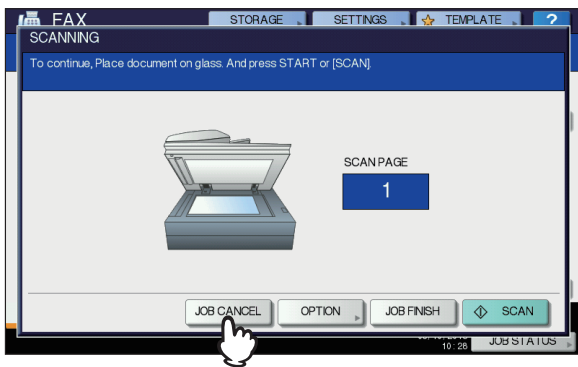 FAX
STORAGE
SETTINGS
TEMPLATE
?
SCANNING
To continue, Place document on glass. And press START or [SCAN].
SCAN PAGE
1
JOB CANCEL
OPTION
JOB FINISH
SCAN
10 : 28
JOB STATUS